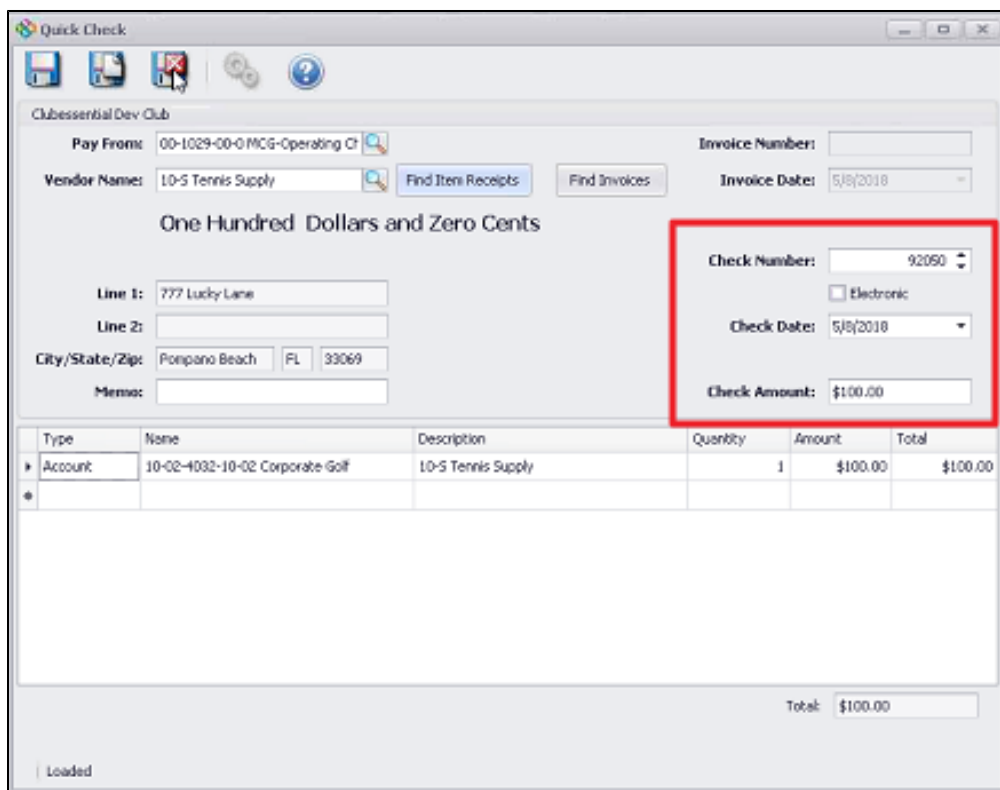 Quick Check
Clubessential Dev Club
Pay From: 00-1029-00-0 MCG-Operating Ch Invoice Number:
Vendor Name: 10-S Tennis Supply Find Item Receipts Find Invoices Invoice Date: 5/8/2018
One Hundred Dollars and Zero Cents
Check Number: 92050
Line 1: 777 Lucky Lane Electronic
Line 2: Check Date: 5/8/2018
City/State/Zip: Pompano Beach FL 33069
Memo: Check Amount: $100.00
Type Name Description Quantity Amount Total
Account 10-02-4032-10-02 Corporate Golf 10-S Tennis Supply 1 $100.00 $100.00
Total: $100.00
Loaded